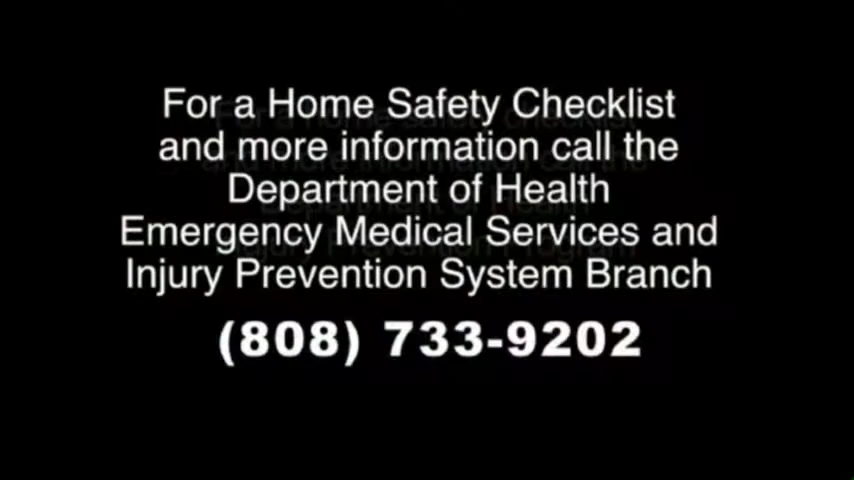 For a Home Safety Checklist
and more information call the
Department of Health
Emergency Medical Services and
Injury Prevention System Branch
(808) 733-9202